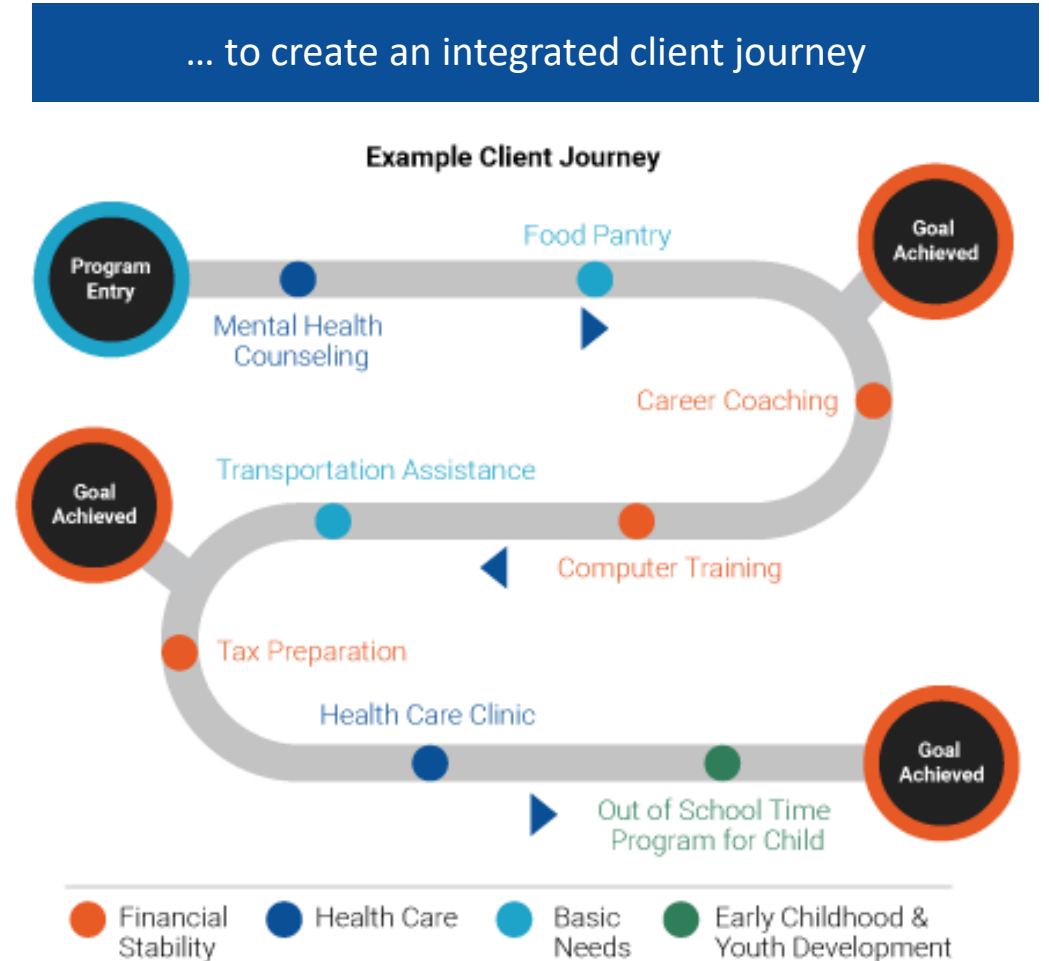 ... to create an integrated client journey
Example Client Journey
Program
Entry
Mental Health
Counseling
Food Pantry
Goal
Achieved
Career Coaching
Computer Training
Transportation Assistance
Goal
Achieved
Tax Preparation
Health Care Clinic
Out of School Time
Program for Child
Goal
Achieved
Financial
Stability
Health Care
Basic
Needs
Early Childhood &
Youth Development